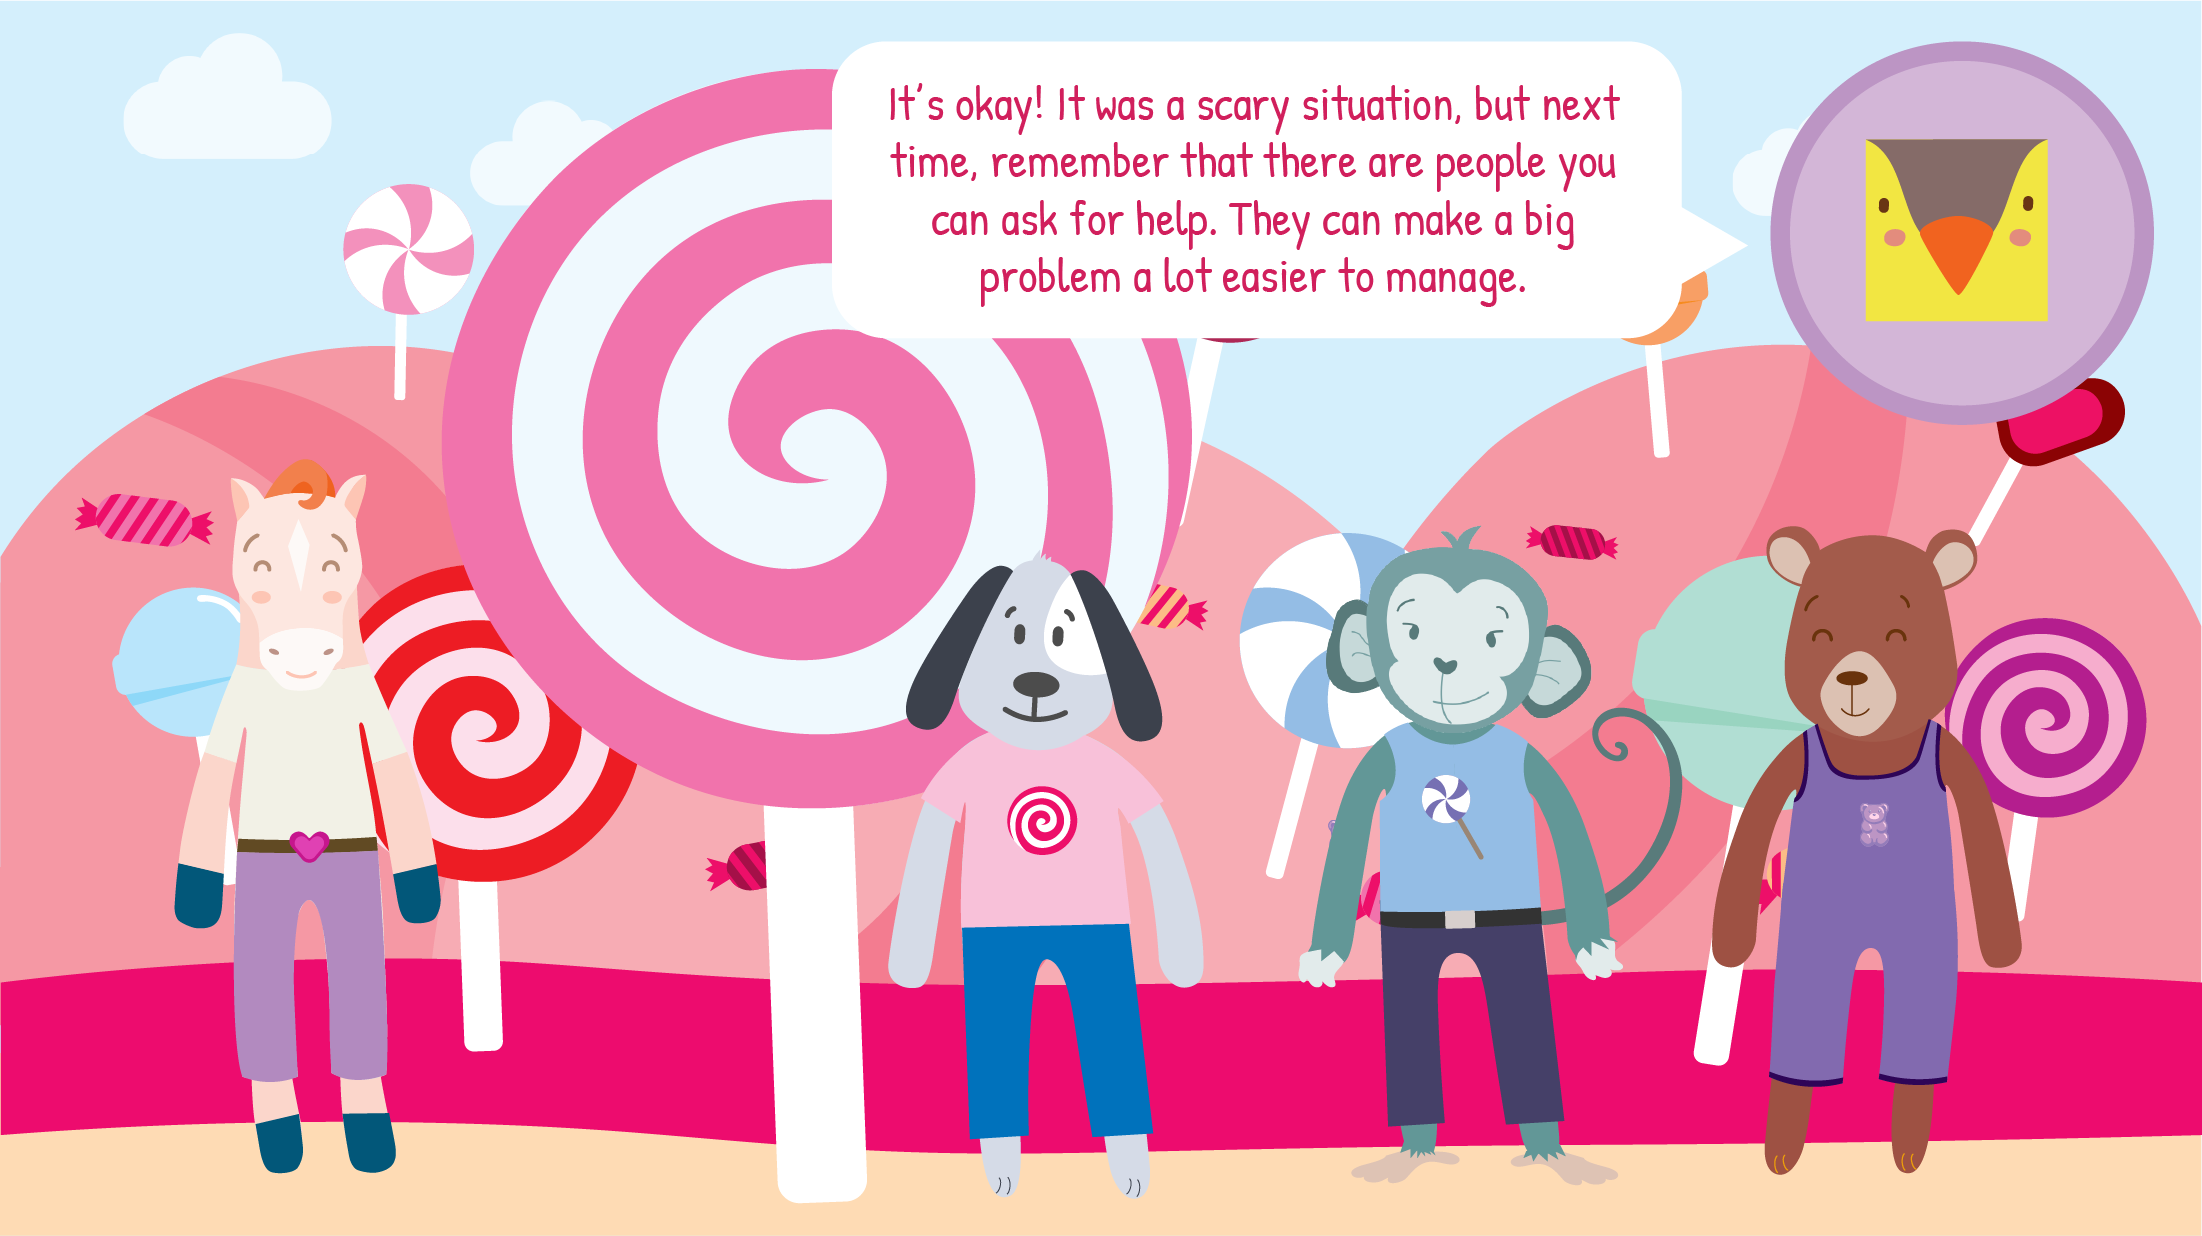 It's okay! It was a scary situation, but next
time, remember that there are people you
can ask for help. They can make a big
problem a lot easier to manage.